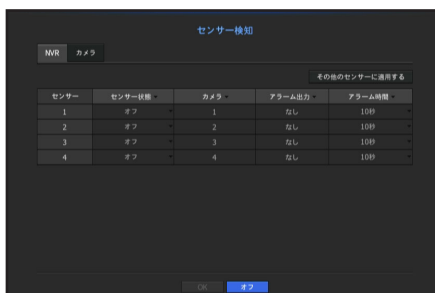 センサー検知
NVR カメラ
その他のセンサーに適用する
センサー センサー状態 カメラ アラーム出力 アラーム時間
1 オフ 1 なし 10秒
2 オフ 2 なし 10秒
3 オフ 3 なし 10秒
4 オフ 4 なし 10秒
OK オフ